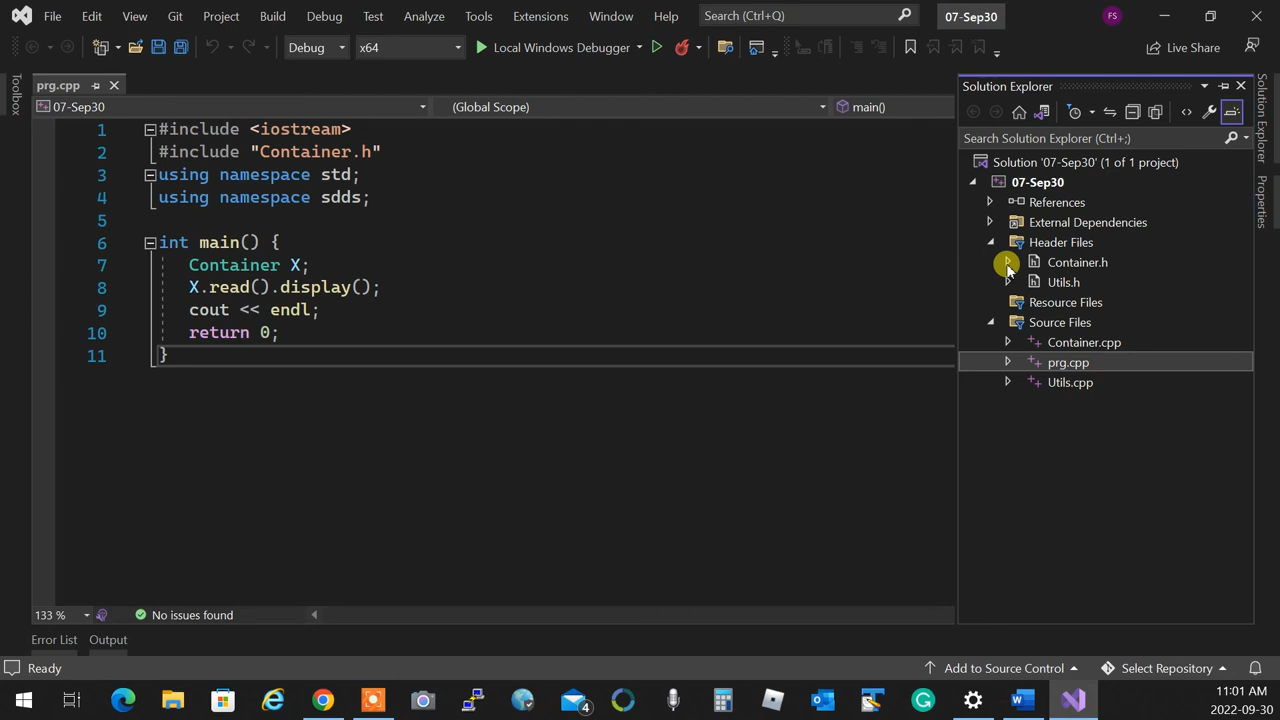 File Edit View Git Project Build Debug Test Analyze Tools Extensions Window Help Search (Ctrl+Q) 07-Sep30 FS
Debug x64 Local Windows Debugger Live Share
Toolbox
prg.cpp
07-Sep30 (Global Scope) main()
1 #include <iostream>
2 #include "Container.h"
3 using namespace std;
4 using namespace sdds;
5
6 int main() {
7 Container X;
8 X.read().display();
9 cout << endl;
10 return 0;
11 }
133 % No issues found
Solution Explorer
Search Solution Explorer (Ctrl+;)
Solution '07-Sep30' (1 of 1 project)
07-Sep30
References
External Dependencies
Header Files
Container.h
Utils.h
Resource Files
Source Files
Container.cpp
prg.cpp
Utils.cpp
Solution Explorer
Properties
Error List Output
Ready Add to Source Control Select Repository
4
11:01 AM
2022-09-30